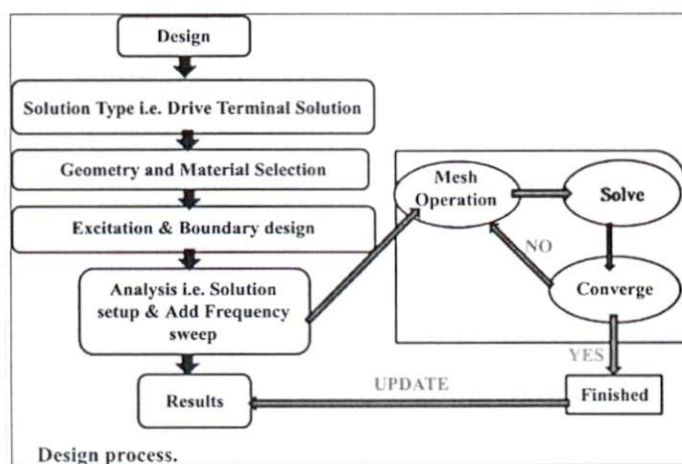 Design
Solution Type i.e. Drive Terminal Solution
Geometry and Material Selection
Excitation & Boundary design
Analysis i.e. Solution
setup & Add Frequency
sweep
Results
Mesh
Operation
Solve
NO
Converge
YES
UPDATE
Finished
Design process.